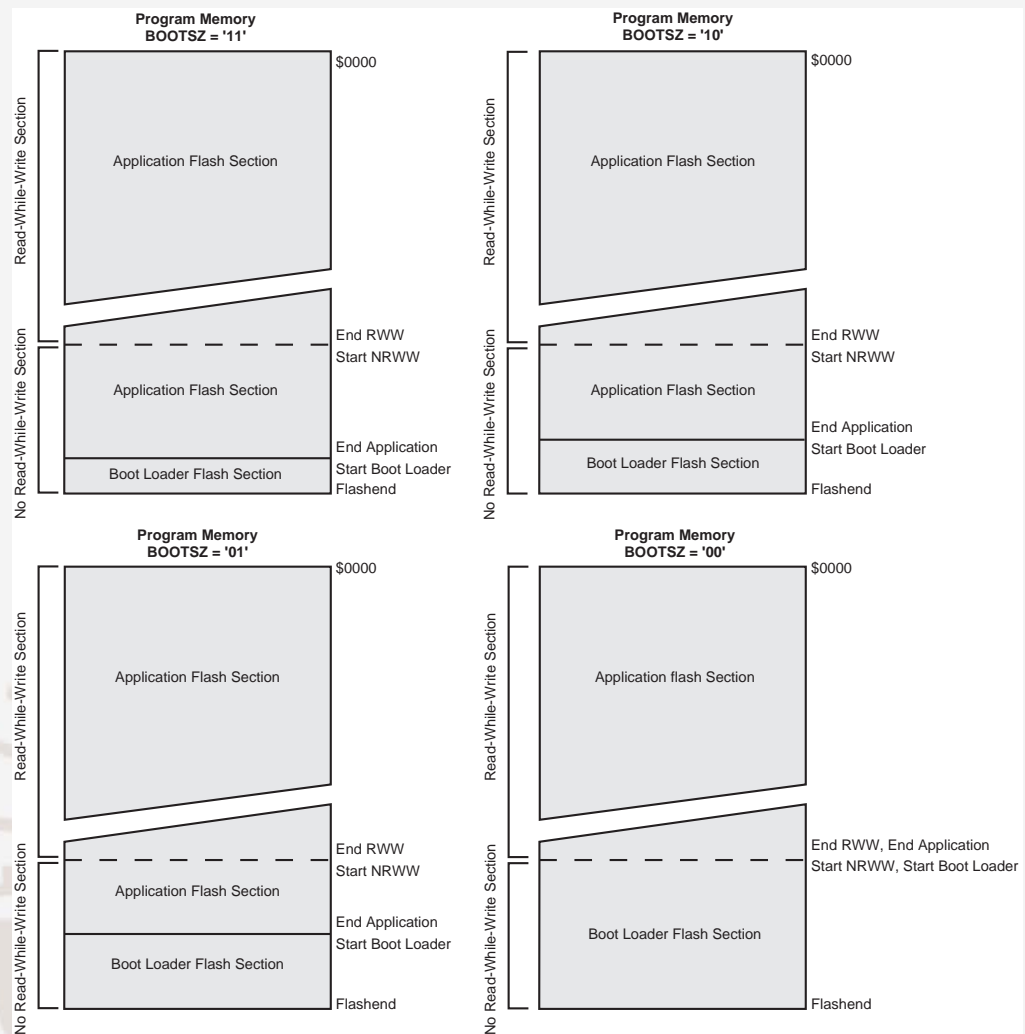 Program Memory
BOOTSZ = '11'
$0000
Read-While-Write Section
Application Flash Section
End RWW
Start NRWW
No Read-While-Write Section
Application Flash Section
End Application
Start Boot Loader
Boot Loader Flash Section
Flashend
Program Memory
BOOTSZ = '10'
$0000
Read-While-Write Section
Application Flash Section
End RWW
Start NRWW
No Read-While-Write Section
Application Flash Section
End Application
Start Boot Loader
Boot Loader Flash Section
Flashend
Program Memory
BOOTSZ = '01'
$0000
Read-While-Write Section
Application Flash Section
End RWW
Start NRWW
No Read-While-Write Section
Application Flash Section
End Application
Start Boot Loader
Boot Loader Flash Section
Flashend
Program Memory
BOOTSZ = '00'
$0000
Read-While-Write Section
Application flash Section
End RWW, End Application
Start NRWW, Start Boot Loader
No Read-While-Write Section
Boot Loader Flash Section
Flashend